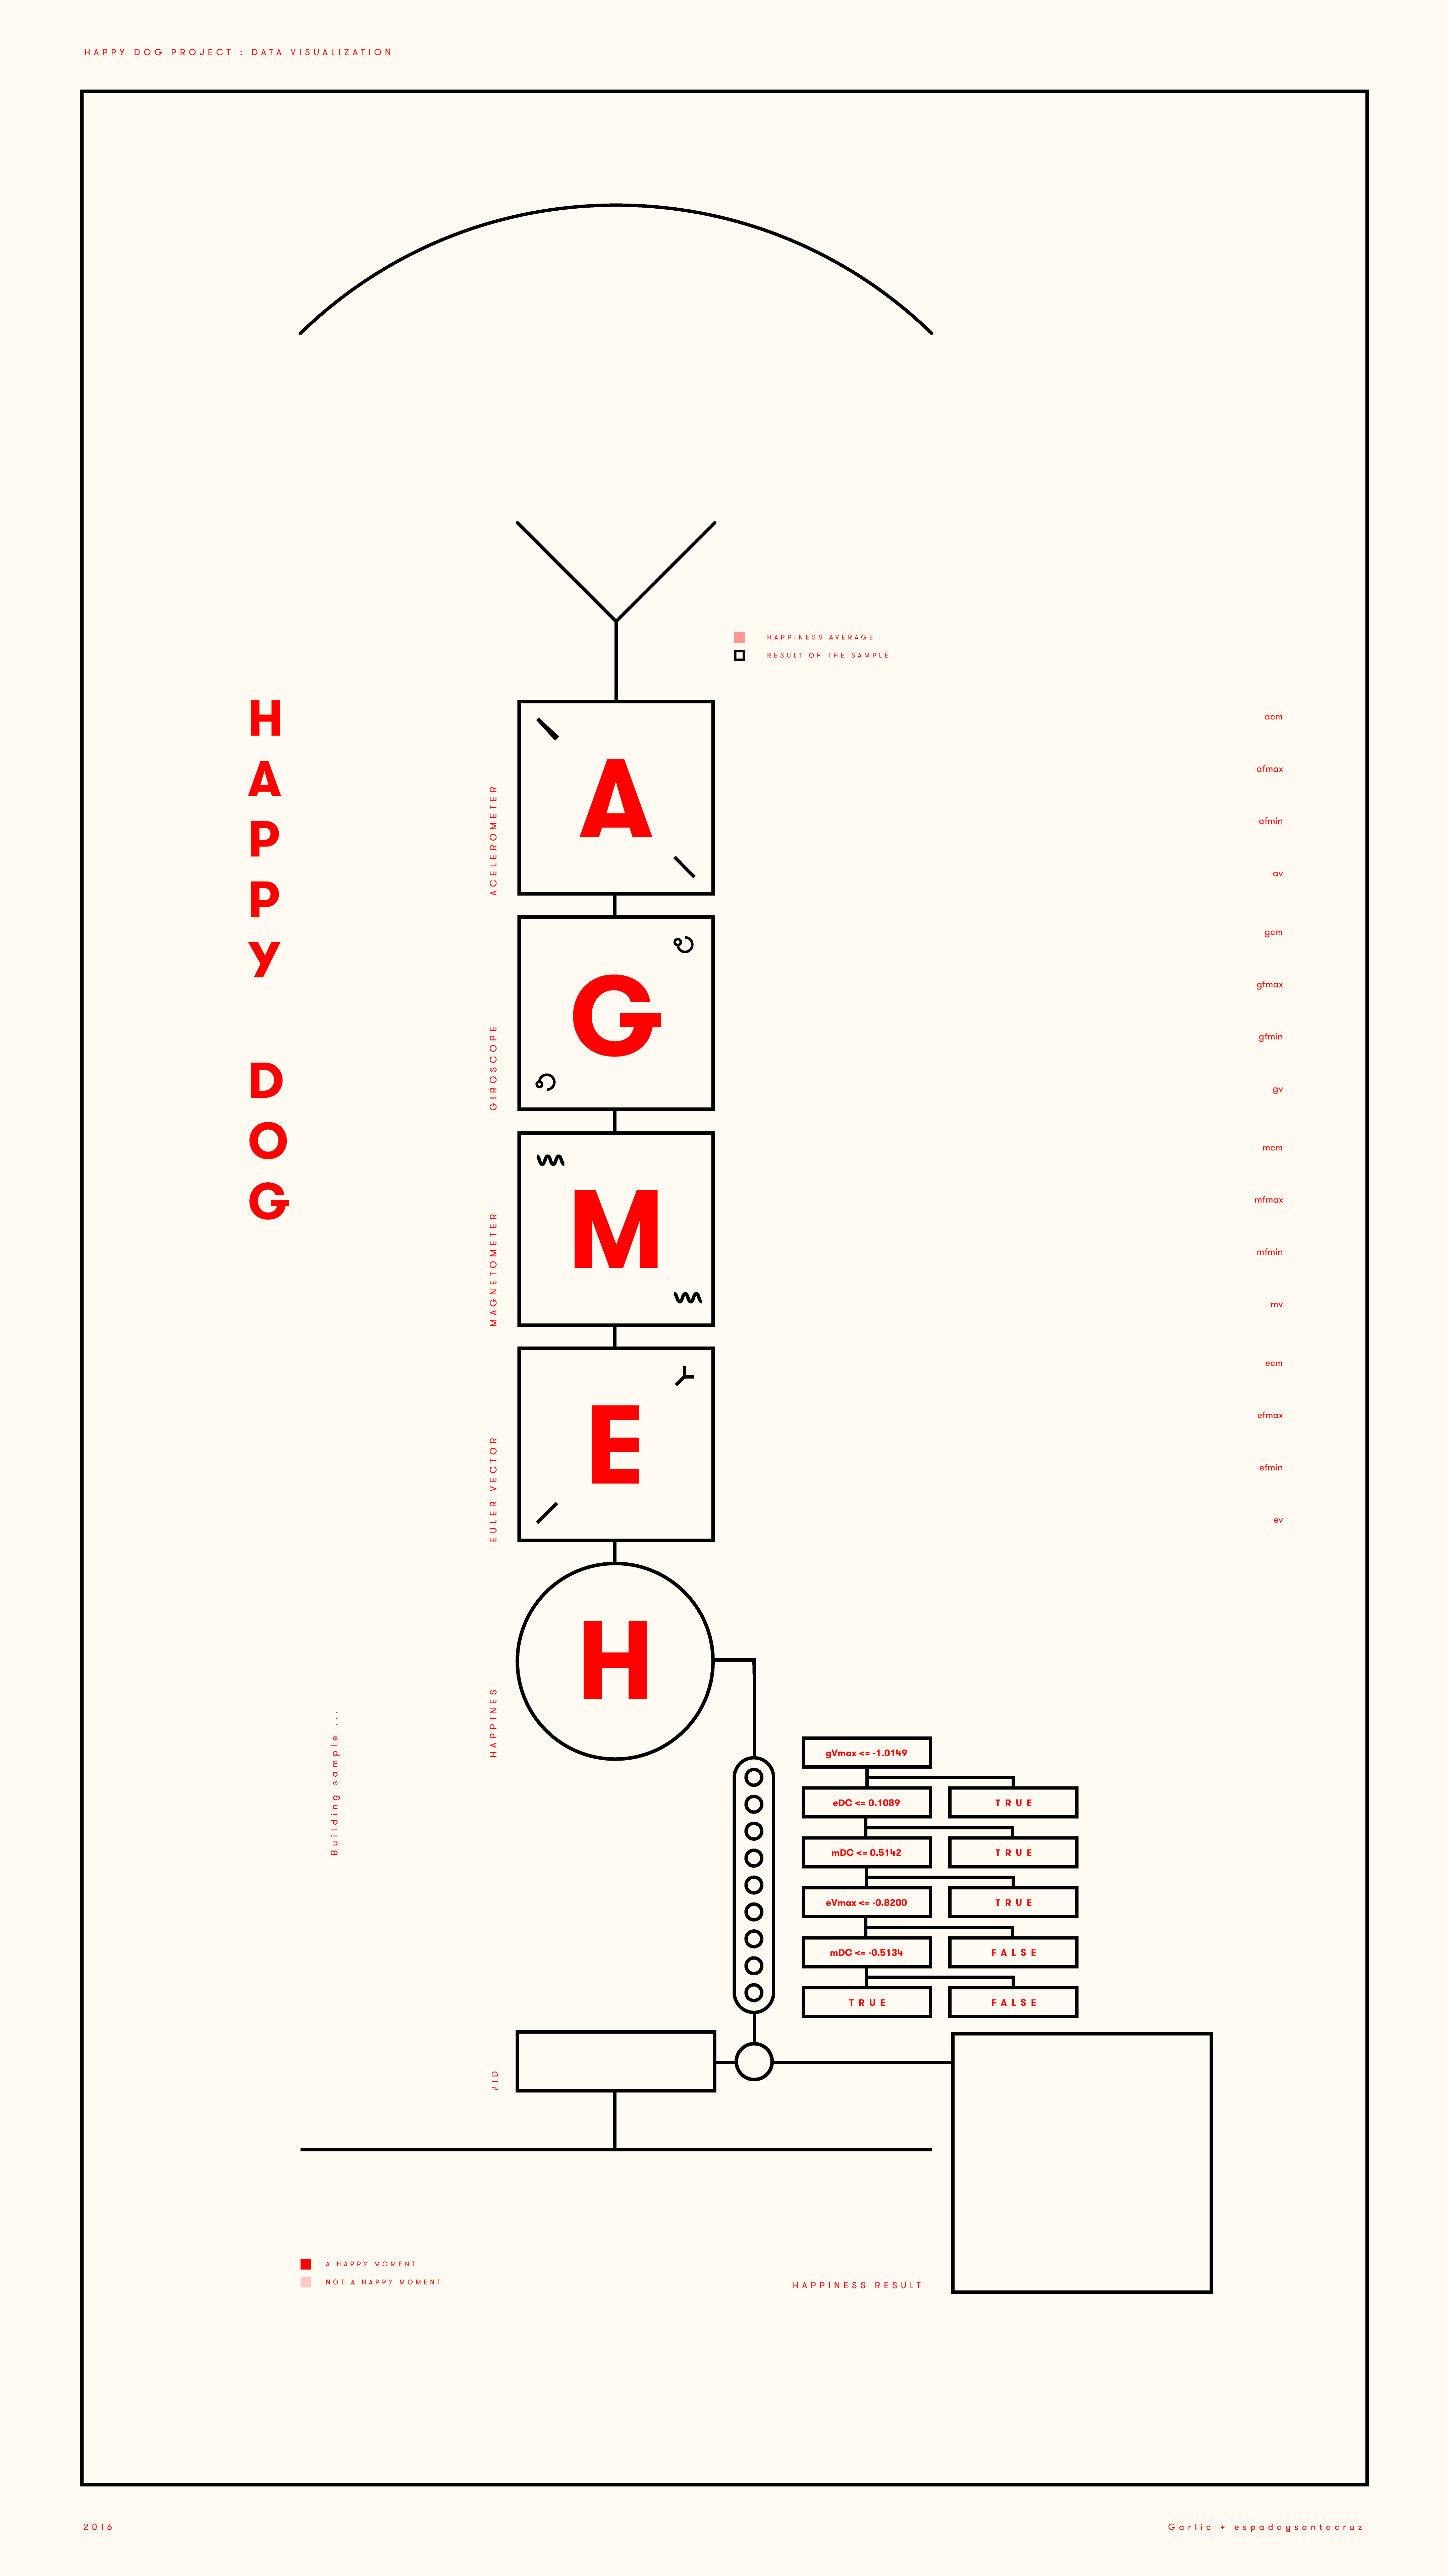 HAPPY DOG PROJECT : DATA VISUALIZATION
HAPPINESS AVERAGE
RESULT OF THE SAMPLE
HAPPY DOG
ACELEROMETER
A
acm
afmax
afmin
av
GIROSCOPE
G
gcm
gfmax
gfmin
gv
MAGNETOMETER
M
mcm
mfmax
mfmin
mv
EULER VECTOR
E
ecm
efmax
efmin
ev
HAPPINES
H
Building sample ...
gVmax <= -1.0149
eDC <= 0.1089
TRUE
mDC <= 0.5142
TRUE
eVmax <= -0.8200
TRUE
mDC <= -0.5134
FALSE
TRUE
FALSE
#ID
A HAPPY MOMENT
NOT A HAPPY MOMENT
HAPPINESS RESULT
2016
Garlic + espadaysantacruz